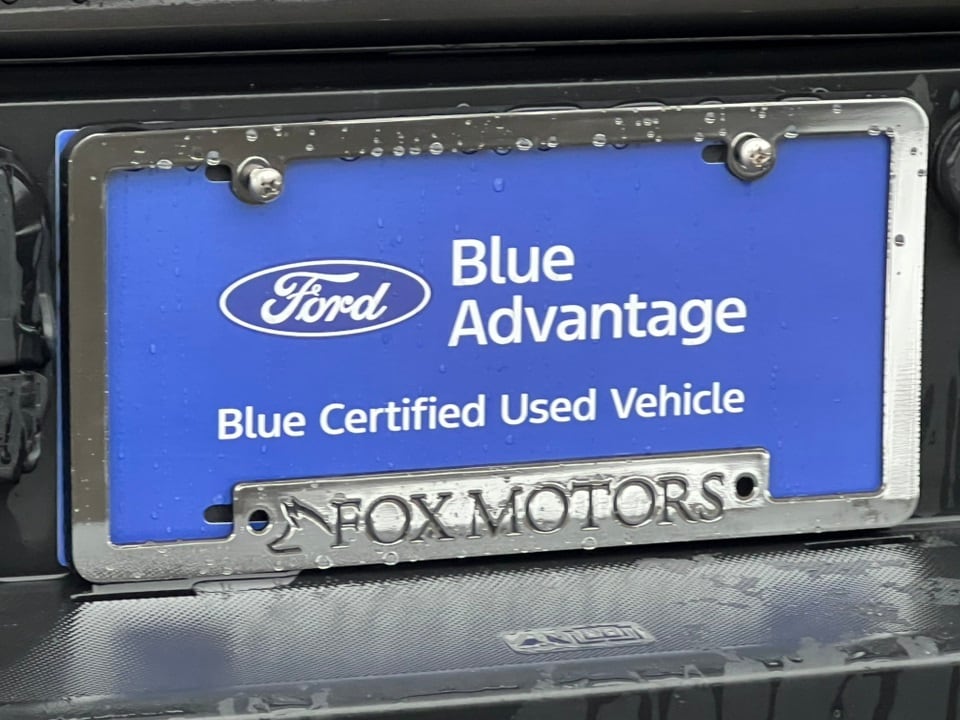 Ford
Blue
Advantage
Blue Certified Used Vehicle
FOX MOTORS